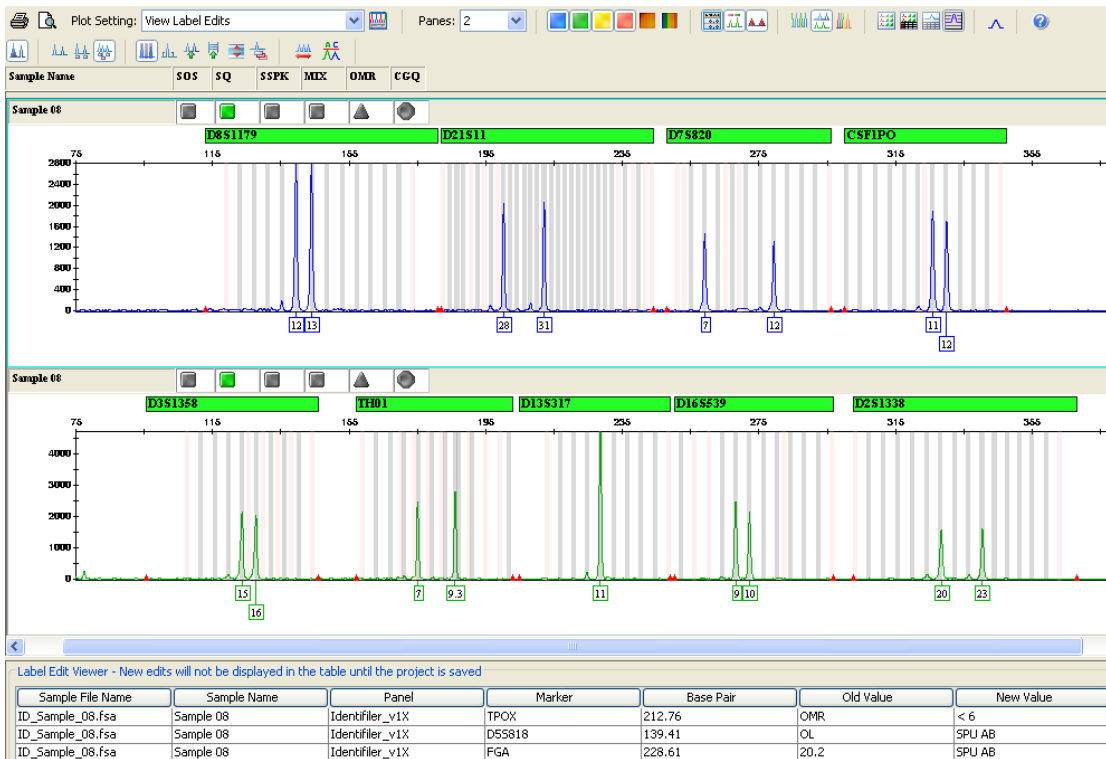 Plot Setting: View Label Edits Panes: 2
Sample Name SOS SQ SSPK MIX OMR CGQ
Sample 08
D8S1179 D21S11 D7S820 CSF1PO
75 115 155 195 235 275 315 355
2800
2400
2000
1600
1200
800
400
0
12 13 28 31 7 12 11
12
Sample 08
D3S1358 TH01 D13S317 D16S539 D2S1338
75 115 155 195 235 275 315 355
4000
3000
2000
1000
0
15 7 9.3 11 9 10 20 23
16
Label Edit Viewer - New edits will not be displayed in the table until the project is saved
Sample File Name Sample Name Panel Marker Base Pair Old Value New Value
ID_Sample_08.fsa Sample 08 Identifiler_v1X TPOX 212.76 OMR < 6
ID_Sample_08.fsa Sample 08 Identifiler_v1X D5S818 139.41 OL SPU AB
ID_Sample_08.fsa Sample 08 Identifiler_v1X FGA 228.61 20.2 SPU AB